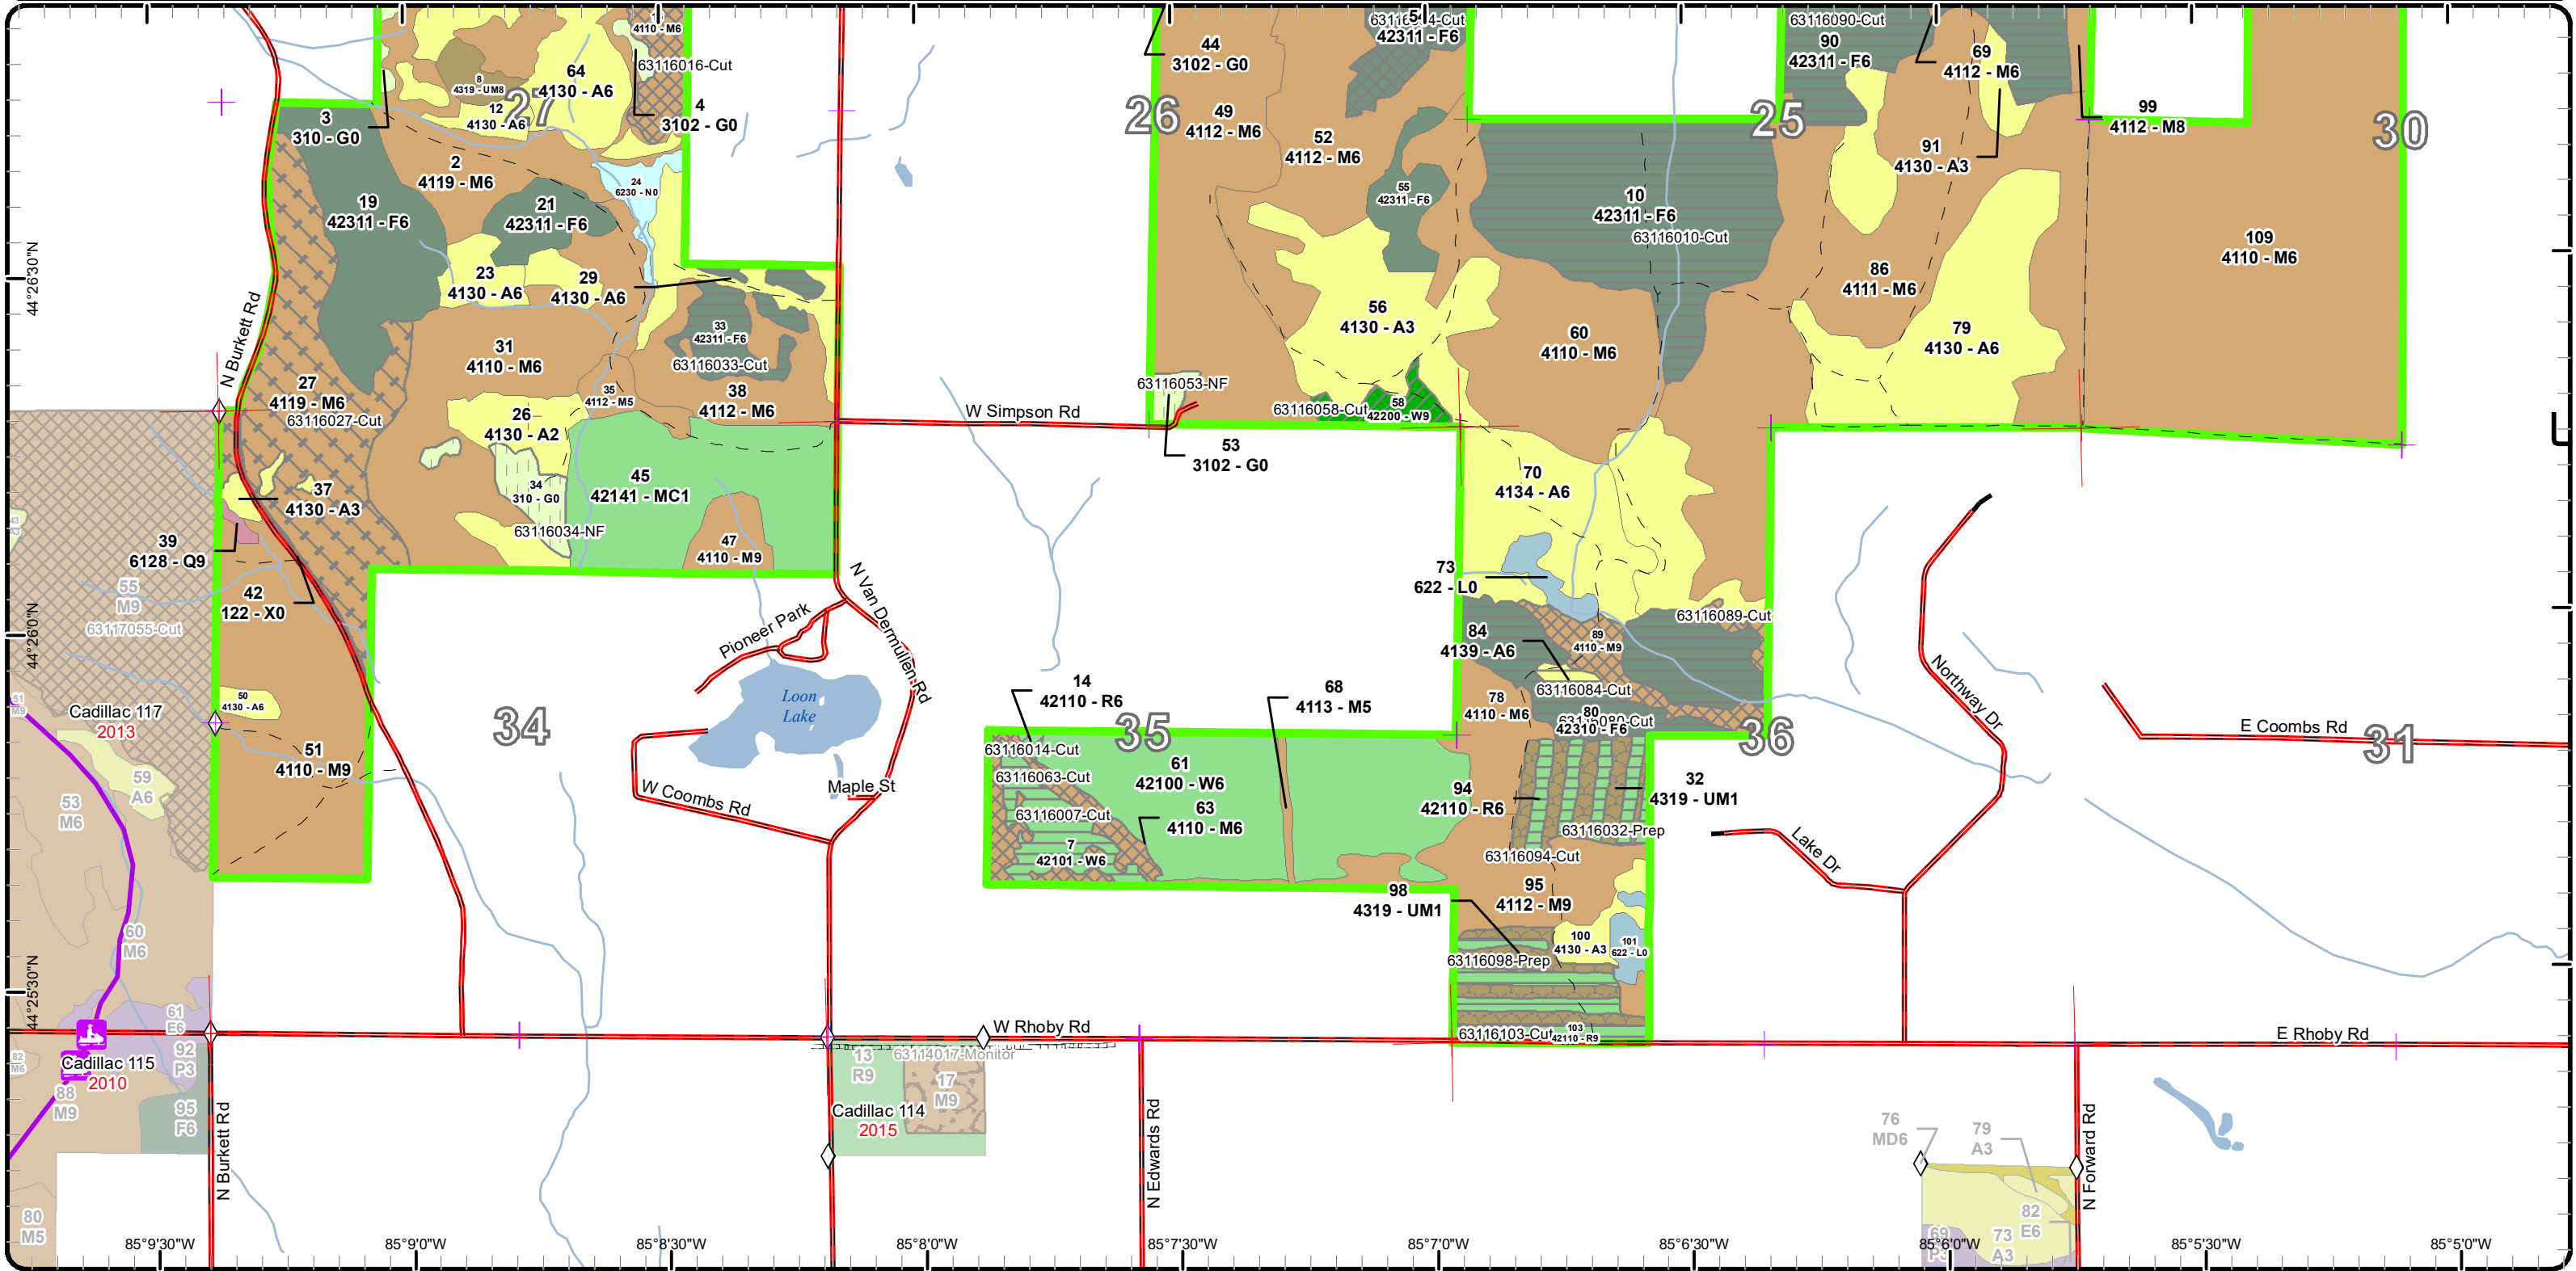 4110 - M6
63116016-Cut
8
4319 - UM8
64
4130 - A6
12
4130 - A6
27
4
3102 - G0
3
310 - G0
2
4119 - M6
24
6230 - N0
19
42311 - F6
21
42311 - F6
23
4130 - A6
29
4130 - A6
33
42311 - F6
63116033-Cut
31
4110 - M6
27
4119 - M6
63116027-Cut
35
4112 - M5
38
4112 - M6
26
4130 - A2
34
310 - G0
63116034-NF
45
42141 - MC1
47
4110 - M9
37
4130 - A3
39
6128 - Q9
42
122 - X0
50
4130 - A6
51
4110 - M9
44°26'30"N
44°26'0"N
44°25'30"N
N Burkett Rd
43
A3
55
M9
63117055-Cut
51
M9
Cadillac 117
2013
59
A6
53
M6
60
M6
61
E6
92
P3
82
M6
Cadillac 115
2010
88
M9
95
F6
80
M5
N Burkett Rd
34
Pioneer Park
N Van Dermullen Rd
Loon
Lake
W Coombs Rd
Maple St
W Simpson Rd
W Rhoby Rd
13
R9
63114017-Monitor
17
M9
Cadillac 114
2015
N Edwards Rd
26
44
3102 - G0
49
4112 - M6
52
4112 - M6
42311 - F6
55
42311 - F6
56
4130 - A3
63116053-NF
53
3102 - G0
63116058-Cut
58
42200 - W9
25
63116090-Cut
90
42311 - F6
69
4112 - M6
10
42311 - F6
63116010-Cut
60
4110 - M6
91
4130 - A3
86
4111 - M6
79
4130 - A6
99
4112 - M8
30
109
4110 - M6
70
4134 - A6
73
622 - L0
63116089-Cut
89
4110 - M9
84
4139 - A6
63116084-Cut
78
4110 - M6
80
42310 - F6
63116080-Cut
36
35
14
42110 - R6
68
4113 - M5
63116014-Cut
63116063-Cut
61
42100 - W6
63116007-Cut
63
4110 - M6
7
42101 - W6
94
42110 - R6
32
4319 - UM1
63116032-Prep
63116094-Cut
95
4112 - M9
98
4319 - UM1
100
4130 - A3
101
622 - L0
63116098-Prep
63116103-Cut
103
42110 - R9
Northway Dr
Lake Dr
E Coombs Rd
31
E Rhoby Rd
N Forward Rd
76
MD6
79
A3
82
E6
69
P3
73
A3
85°9'30"W
85°9'0"W
85°8'30"W
85°8'0"W
85°7'30"W
85°7'0"W
85°6'30"W
85°6'0"W
85°5'30"W
85°5'0"W